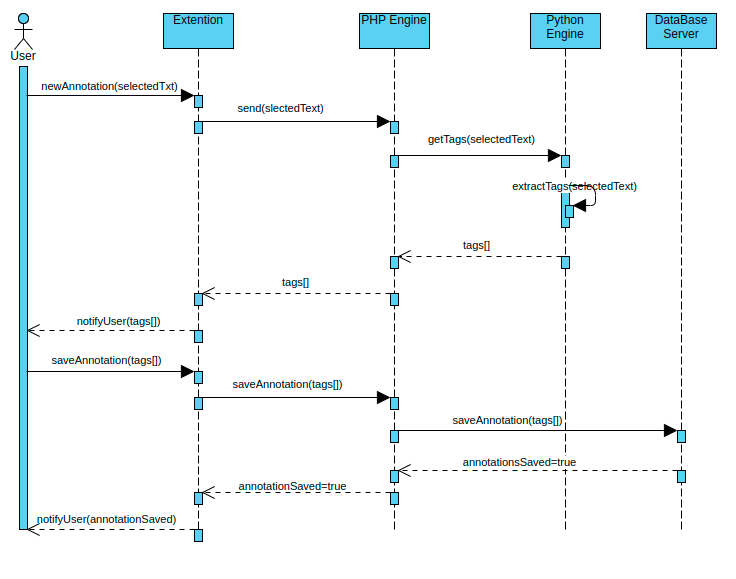 Extention
PHP Engine
Python
Engine
DataBase
Server
User
newAnnotation(selectedTxt)
send(slectedText)
getTags(selectedText)
extractTags(selectedText)
tags[]
tags[]
notifyUser(tags[])
saveAnnotation(tags[])
saveAnnotation(tags[])
saveAnnotation(tags[])
annotationsSaved=true
annotationSaved=true
notifyUser(annotationSaved)